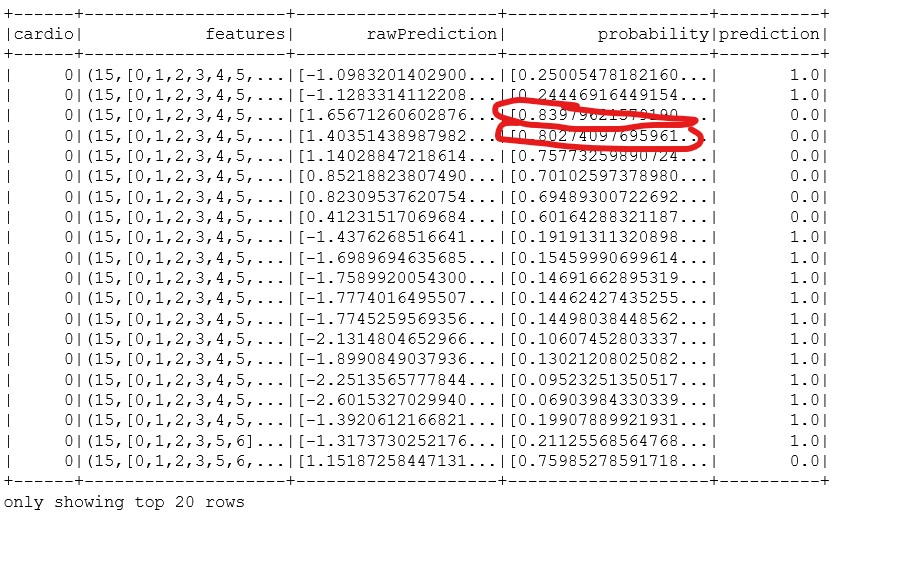 +------+--------------------+--------------------+--------------------+----------+
|cardio|            features|       rawPrediction|         probability|prediction|
+------+--------------------+--------------------+--------------------+----------+
|     0|(15,[0,1,2,3,4,5,...|[-1.0983201402900...|[0.25005478182160...|       1.0|
|     0|(15,[0,1,2,3,4,5,...|[-1.1283314112208...|[0.24446916449154...|       1.0|
|     0|(15,[0,1,2,3,4,5,...|[1.65671260602876...|[0.83979621579190...|       0.0|
|     0|(15,[0,1,2,3,4,5,...|[1.40351438987982...|[0.80274097695961...|       0.0|
|     0|(15,[0,1,2,3,4,5,...|[1.14028847218614...|[0.75773259890724...|       0.0|
|     0|(15,[0,1,2,3,4,5,...|[0.85218823807490...|[0.70102597378980...|       0.0|
|     0|(15,[0,1,2,3,4,5,...|[0.82309537620754...|[0.69489300722692...|       0.0|
|     0|(15,[0,1,2,3,4,5,...|[0.41231517069684...|[0.60164288321187...|       0.0|
|     0|(15,[0,1,2,3,4,5,...|[-1.4376268516641...|[0.19191311320898...|       1.0|
|     0|(15,[0,1,2,3,4,5,...|[-1.6989694635685...|[0.15459990699614...|       1.0|
|     0|(15,[0,1,2,3,4,5,...|[-1.7589920054300...|[0.14691662895319...|       1.0|
|     0|(15,[0,1,2,3,4,5,...|[-1.7774016495507...|[0.14462427435255...|       1.0|
|     0|(15,[0,1,2,3,4,5,...|[-1.7745259569356...|[0.14498038448562...|       1.0|
|     0|(15,[0,1,2,3,4,5,...|[-2.1314804652966...|[0.10607452803337...|       1.0|
|     0|(15,[0,1,2,3,4,5,...|[-1.8990849037936...|[0.13021208025082...|       1.0|
|     0|(15,[0,1,2,3,4,5,...|[-2.2513565777844...|[0.09523251350517...|       1.0|
|     0|(15,[0,1,2,3,4,5,...|[-2.6015327029940...|[0.06903984330339...|       1.0|
|     0|(15,[0,1,2,3,4,5,...|[-1.3920612166821...|[0.19907889921931...|       1.0|
|     0|(15,[0,1,2,3,5,6]...|[-1.3173730252176...|[0.21125568564768...|       1.0|
|     0|(15,[0,1,2,3,5,6,...|[1.15187258447131...|[0.75985278591718...|       0.0|
+------+--------------------+--------------------+--------------------+----------+
only showing top 20 rows